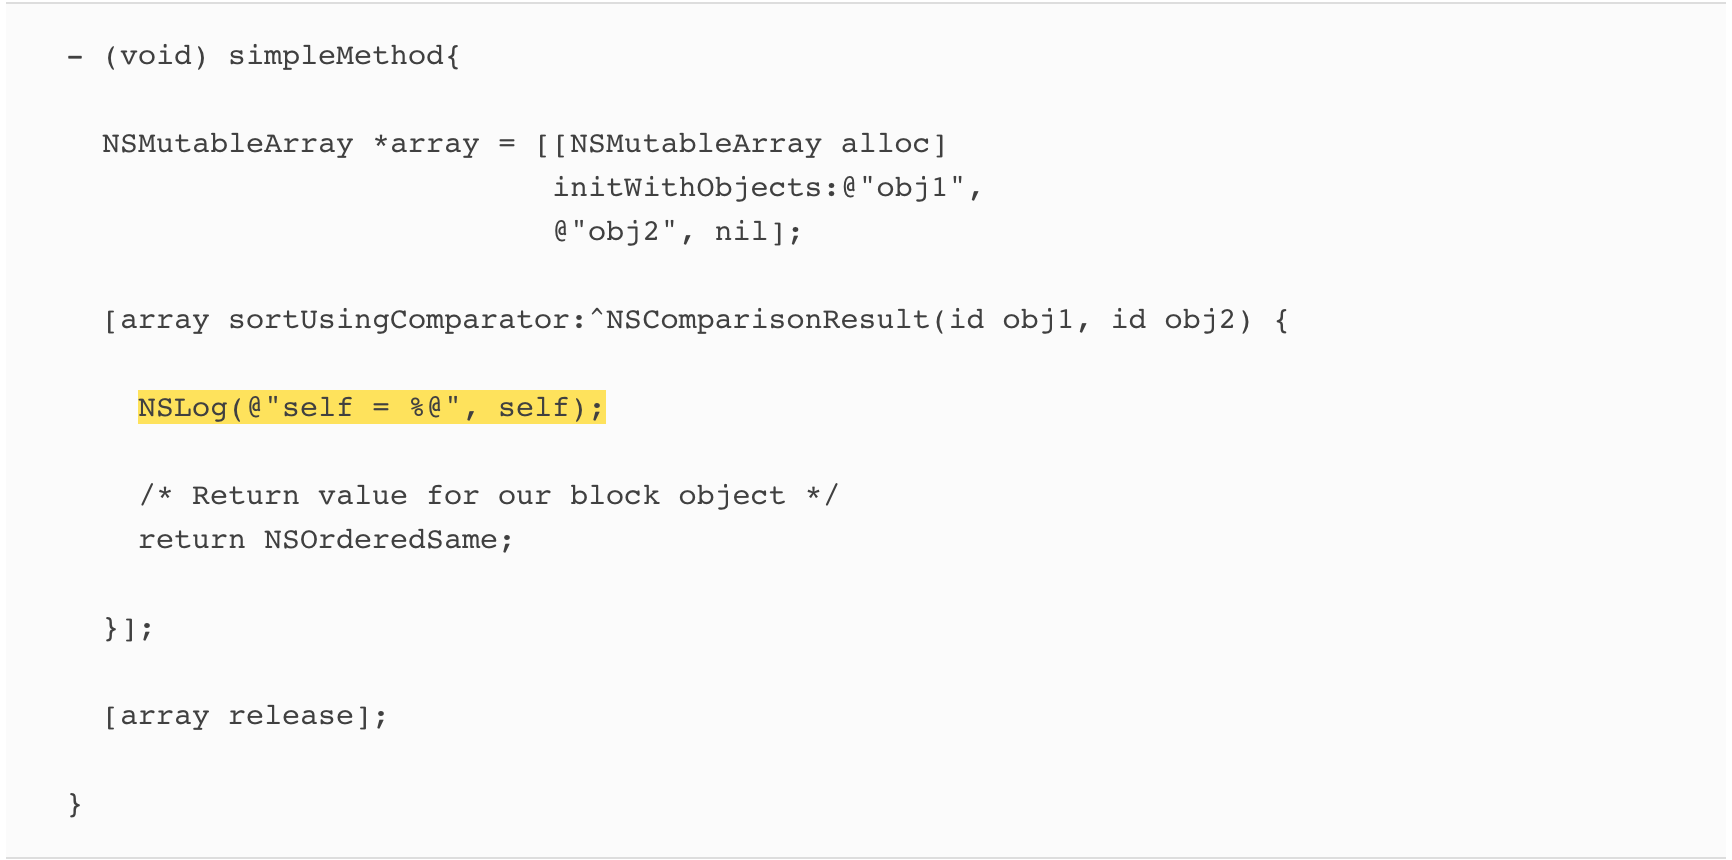 - (void) simpleMethod{
NSMutableArray *array = [[NSMutableArray alloc]
initWithObjects:@"obj1",
@"obj2", nil];
[array sortUsingComparator:^NSComparisonResult(id obj1, id obj2) {
NSLog(@"self = %@", self);
/* Return value for our block object */
return NSOrderedSame;
}];
[array release];
}